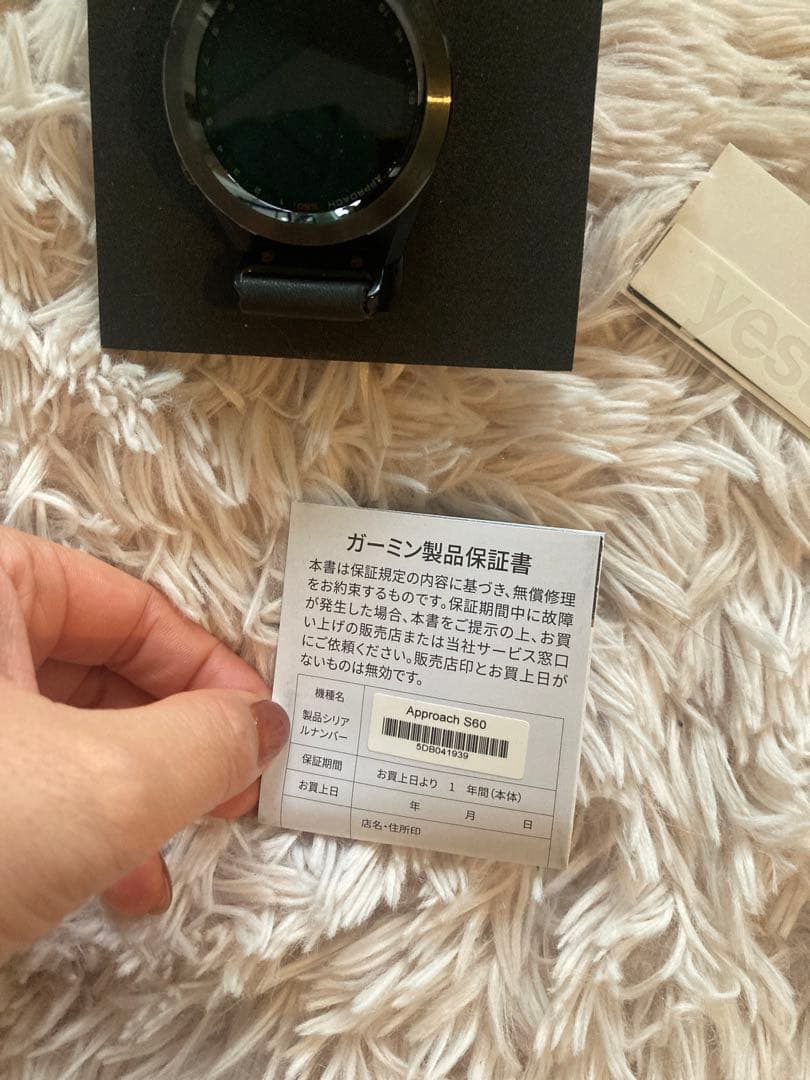 APPROACH S60
yes
ガーミン製品保証書
本書は保証規定の内容に基づき、無償修理
をお約束するものです。保証期間中に故障
が発生した場合、本書をご提示の上、お買
い上げの販売店または当社サービス窓口
にご依頼ください。販売店印とお買上日が
ないものは無効です。
機種名
製品シリア
ルナンバー
Approach S60
5DB041939
保証期間
お買上日より 1 年間(本体)
お買上日
年 月 日
店名・住所印